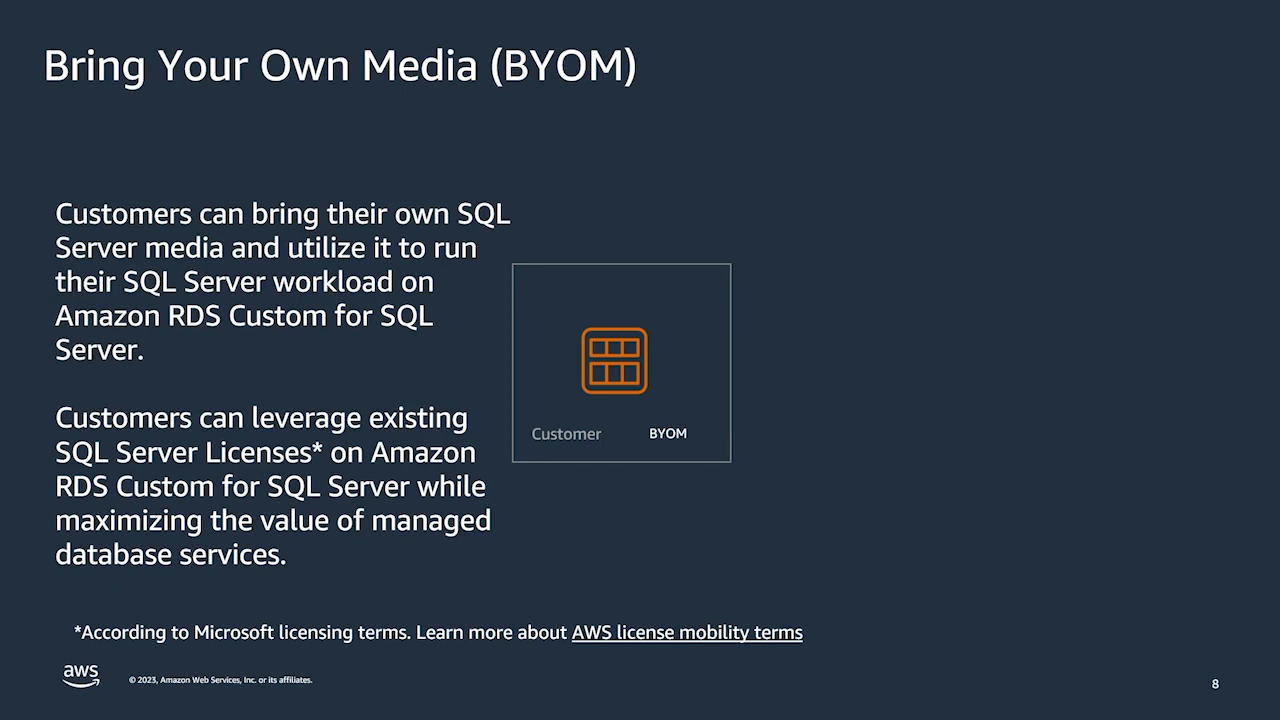 Bring Your Own Media (BYOM)
Customers can bring their own SQL
Server media and utilize it to run
their SQL Server workload on
Amazon RDS Custom for SQL
Server.
Customers can leverage existing
SQL Server Licenses* on Amazon
RDS Custom for SQL Server while
maximizing the value of managed
database services.
Customer BYOM
*According to Microsoft licensing terms. Learn more about AWS license mobility terms
aws
© 2023, Amazon Web Services, Inc. or its affiliates.
8